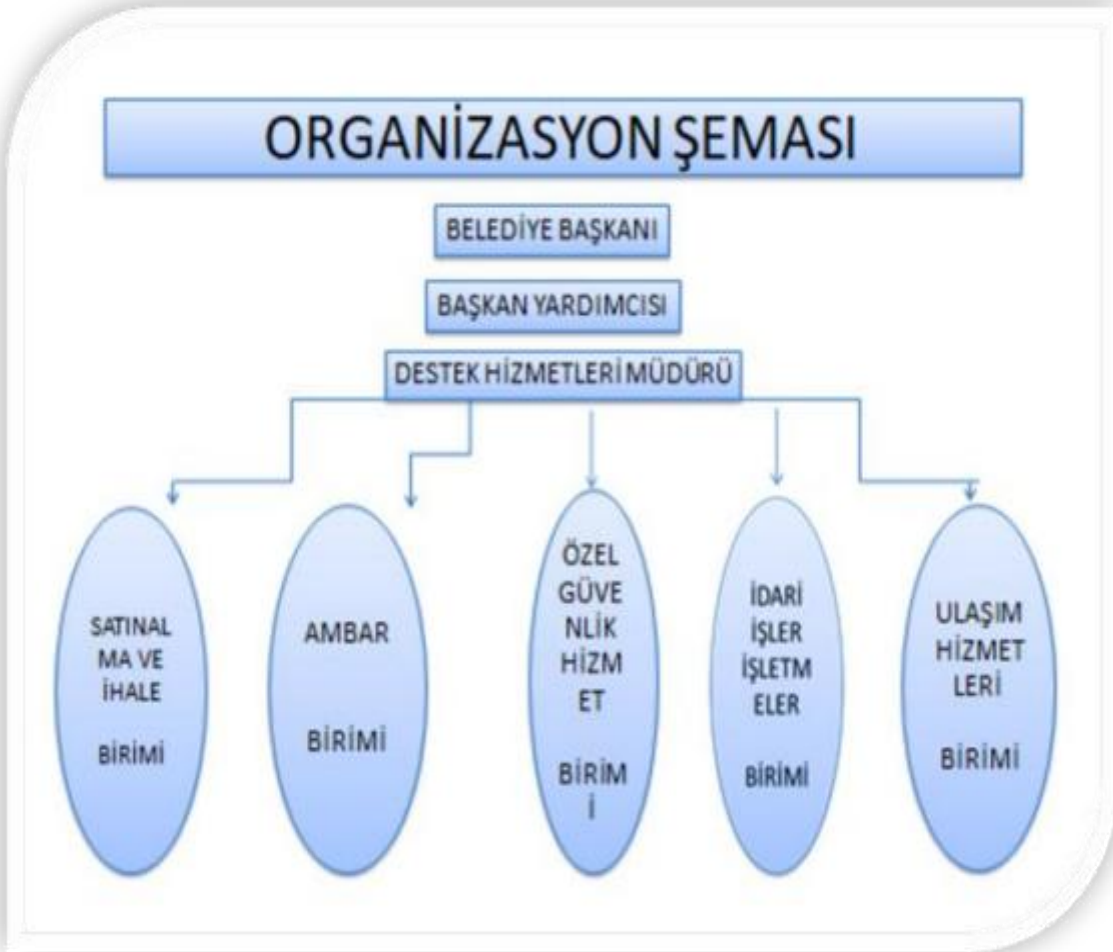 ORGANİZASYON ŞEMASI
BELEDİYE BAŞKANI
BAŞKAN YARDIMCISI
DESTEK HİZMETLERİ MÜDÜRÜ
SATINAL
MA VE
İHALE
BİRİMİ
AMBAR
BİRİMİ
ÖZEL
GÜVE
NLİK
HİZM
ET
BİRİM
İ
İDARİ
İŞLER
İŞLETM
ELER
BİRİMİ
ULAŞIM
HİZMET
LERİ
BİRİMİ